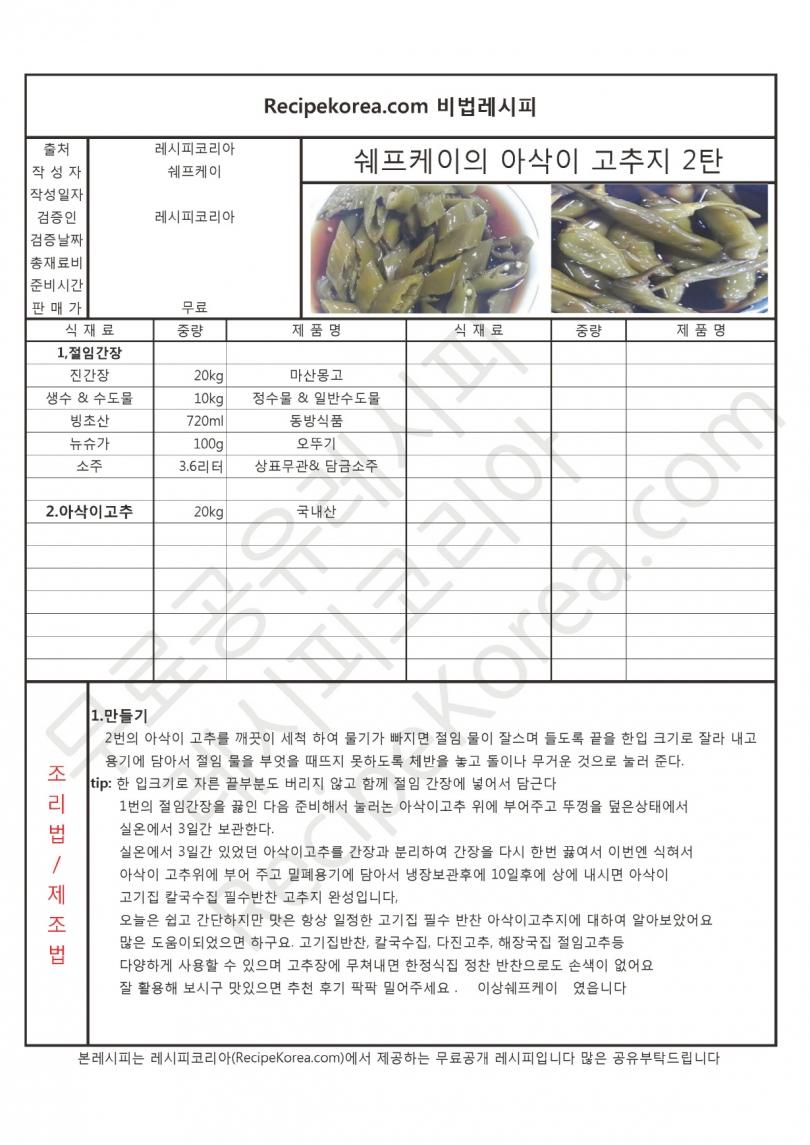 Recipekorea.com 비법레시피
출처 레시피코리아
작 성 자 쉐프케이
작성일자
검증인 레시피코리아
검증날짜
총재료비
준비시간
판 매 가 무료
쉐프케이의 아삭이 고추지 2탄
식 재 료 중량 제 품 명 식 재 료 중량 제 품 명
1,절임간장
진간장 20kg 마산몽고
생수 & 수도물 10kg 정수물 & 일반수도물
빙초산 720ml 동방식품
뉴슈가 100g 오뚜기
소주 3.6리터 상표무관& 담금소주
2.아삭이고추 20kg 국내산
조리법/제조법
1.만들기
2번의 아삭이 고추를 깨끗이 세척 하여 물기가 빠지면 절임 물이 잘스며 들도록 끝을 한입 크기로 잘라 내고
용기에 담아서 절임 물을 부엇을 때뜨지 못하도록 체반을 놓고 돌이나 무거운 것으로 눌러 준다.
tip: 한 입크기로 자른 끝부분도 버리지 않고 함께 절임 간장에 넣어서 담근다
1번의 절임간장을 끓인 다음 준비해서 눌러논 아삭이고추 위에 부어주고 뚜껑을 덮은상태에서
실온에서 3일간 보관한다.
실온에서 3일간 있었던 아삭이고추를 간장과 분리하여 간장을 다시 한번 끓여서 이번엔 식혀서
아삭이 고추위에 부어 주고 밀폐용기에 담아서 냉장보관후에 10일후에 상에 내시면 아삭이
고기집 칼국수집 필수반찬 고추지 완성입니다,
오늘은 쉽고 간단하지만 맛은 항상 일정한 고기집 필수 반찬 아삭이고추지에 대하여 알아보았어요
많은 도움이되었으면 하구요. 고기집반찬, 칼국수집, 다진고추, 해장국집 절임고추등
다양하게 사용할 수 있으며 고추장에 무쳐내면 한정식집 정찬 반찬으로도 손색이 없어요
잘 활용해 보시구 맛있으면 추천 후기 팍팍 밀어주세요 . 이상쉐프케이 였읍니다
본레시피는 레시피코리아(RecipeKorea.com)에서 제공하는 무료공개 레시피입니다 많은 공유부탁드립니다
무료공유레시피
레시피코리아
RecipeKorea.com